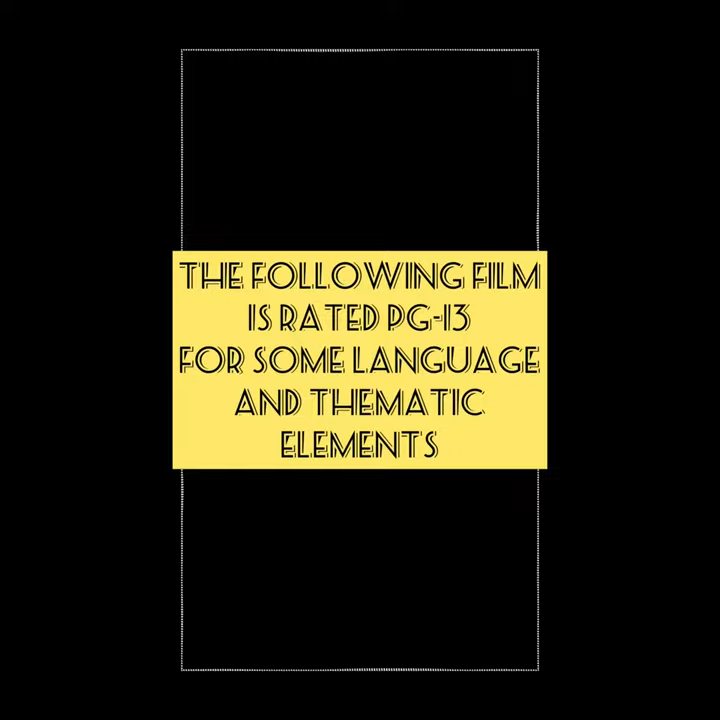 THE FOLLOWING FILM
IS RATED PG-13
FOR SOME LANGUAGE
AND THEMATIC
ELEMENTS